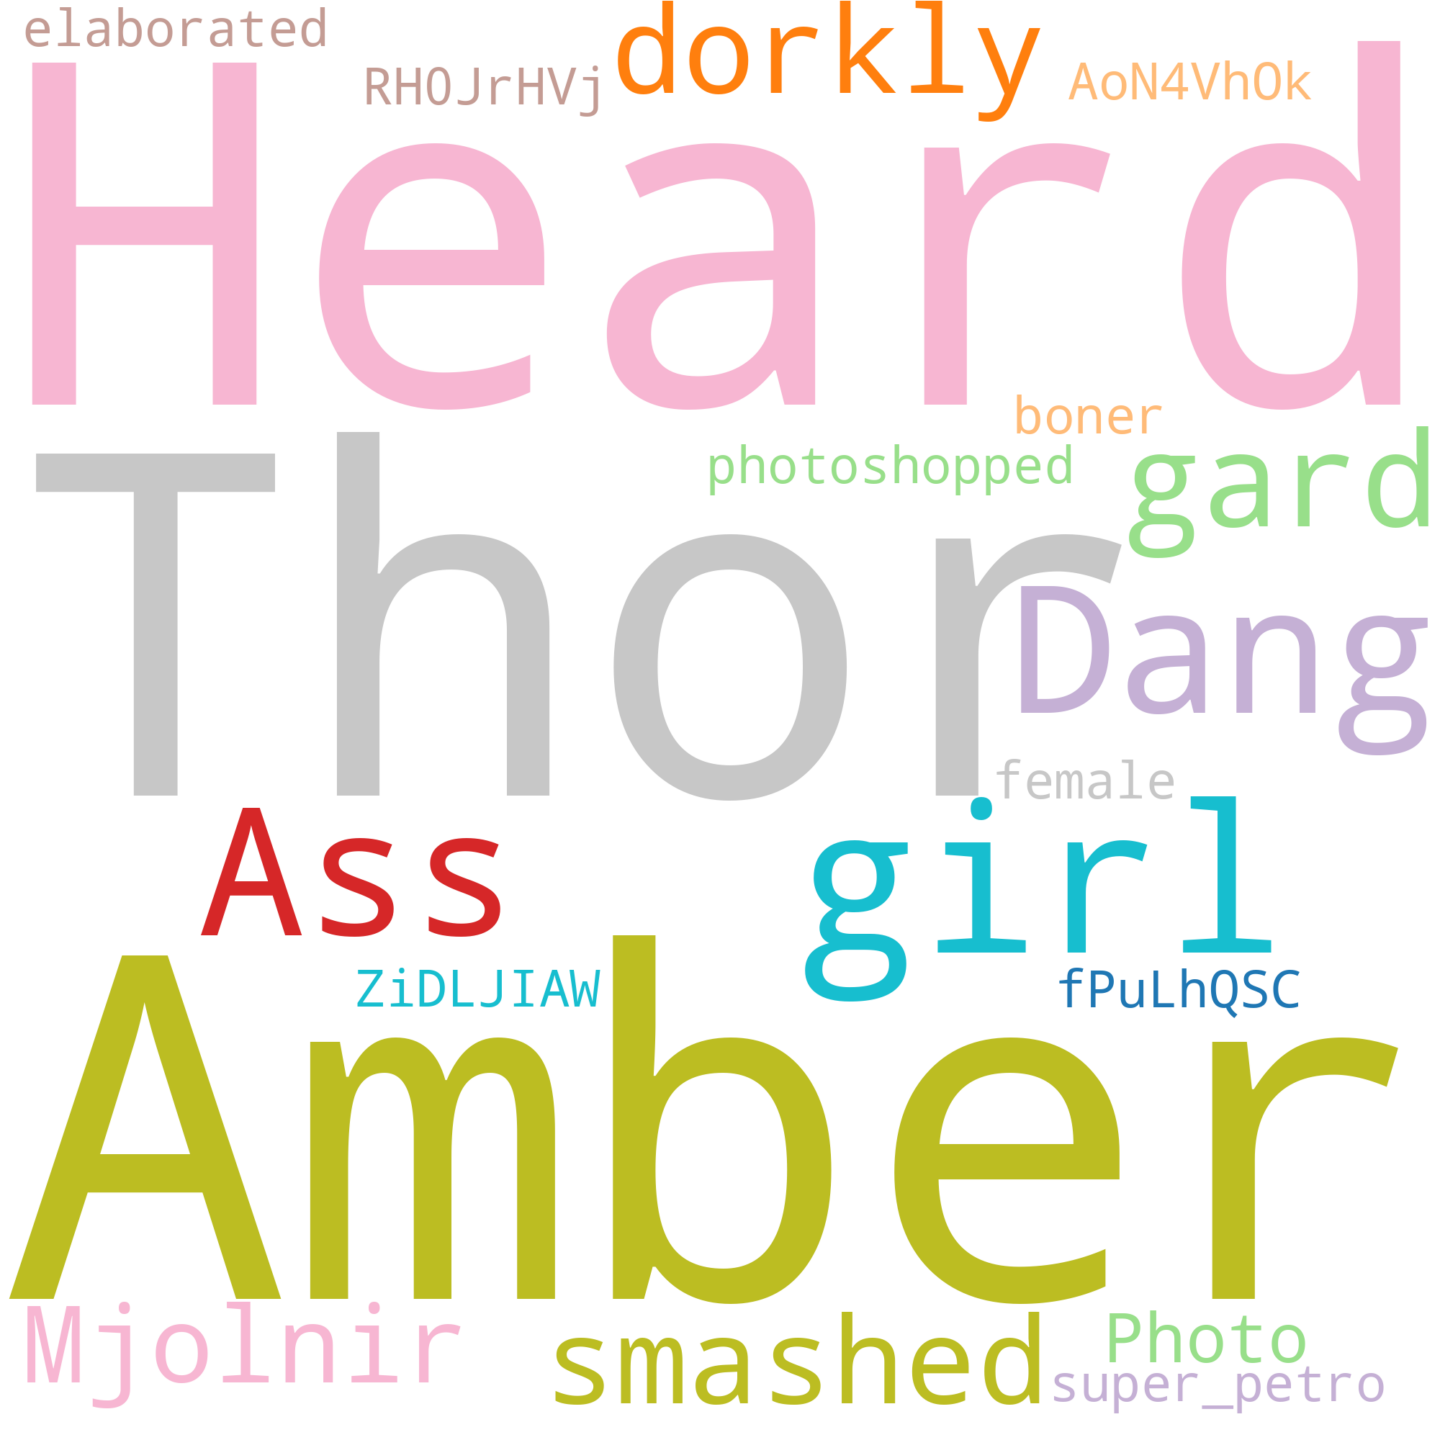 elaborated
dorkly
RH0JrHVj
AoN4VhOk
Heard
boner
photoshopped
gard
Thor
Dang
female
Ass
girl
ZiDLJIAW
fPuLhQSC
Amber
Mjolnir
smashed
Photo
super_petro